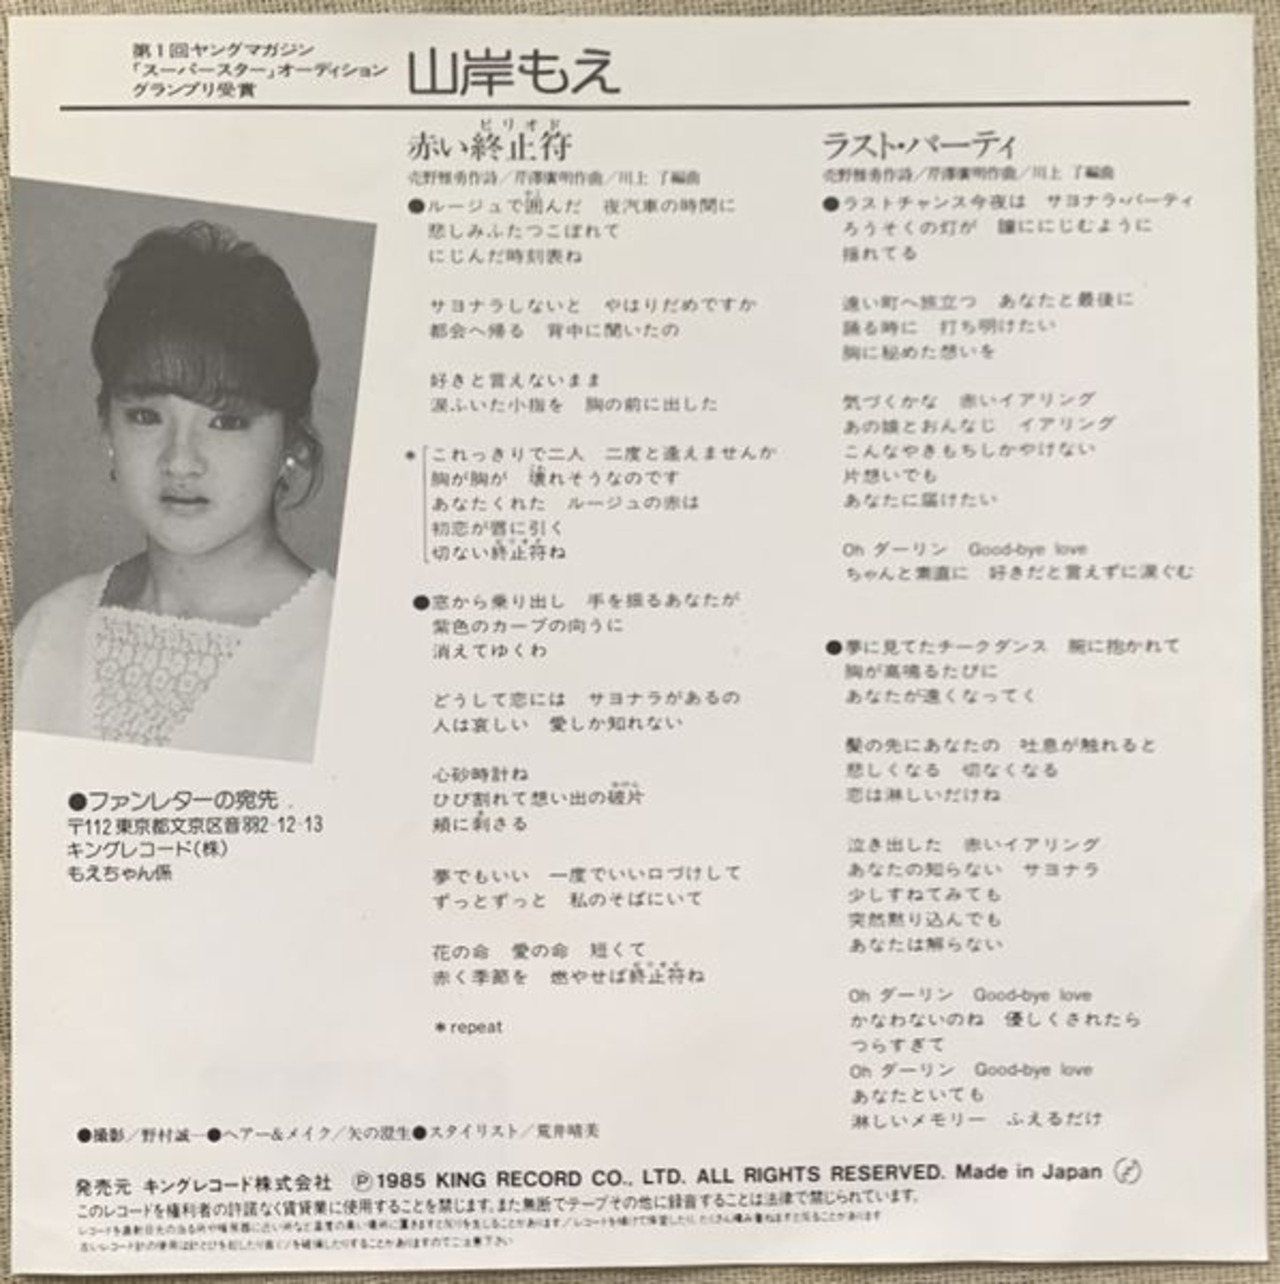 第1回ヤングマガジン
「スーパースター」オーディション
グランプリ受賞
山岸もえ
ピリオド
赤い終止符
売野雅勇作詩／芹澤廣明作曲／川上 了編曲
●ルージュで囲んだ 夜汽車の時間に
悲しみふたつこぼれて
にじんだ時刻表ね
サヨナラしないと やはりだめですか
都会へ帰る 背中に聞いたの
好きと言えないまま
涙ふいた小指を 胸の前に出した
*これっきりで二人 二度と逢えませんか
胸が胸が 壊れそうなのです
あなたくれた ルージュの赤は
初恋が唇に引く
切ない終止符ね
●窓から乗り出し 手を振るあなたが
紫色のカーブの向うに
消えてゆくわ
どうして恋には サヨナラがあるの
人は哀しい 愛しか知れない
心砂時計ね
ひび割れて想い出の破片
頬に刺さる
夢でもいい 一度でいい口づけして
ずっとずっと 私のそばにいて
花の命 愛の命 短くて
赤く季節を 燃やせば終止符ね
*repeat
ラスト・パーティ
売野雅勇作詩／芹澤廣明作曲／川上 了編曲
●ラストチャンス今夜は サヨナラ・パーティ
ろうそくの灯が 瞳ににじむように
揺れてる
遠い町へ旅立つ あなたと最後に
踊る時に 打ち明けたい
胸に秘めた想いを
気づくかな 赤いイアリング
あの娘とおんなじ イアリング
こんなやきもちしかやけない
片想いでも
あなたに届けたい
Oh ダーリン Good-bye love
ちゃんと素直に 好きだと言えずに涙ぐむ
●夢に見てたチークダンス 腕に抱かれて
胸が高鳴るたびに
あなたが遠くなってく
髪の先にあなたの 吐息が触れると
悲しくなる 切なくなる
恋は淋しいだけね
泣き出した 赤いイアリング
あなたの知らない サヨナラ
少しすねてみても
突然黙り込んでも
あなたは解らない
Oh ダーリン Good-bye love
かなわないのね 優しくされたら
つらすぎて
Oh ダーリン Good-bye love
あなたといても
淋しいメモリー ふえるだけ
●ファンレターの宛先
〒112 東京都文京区音羽2-12-13
キングレコード(株)
もえちゃん係
●撮影／野村誠一●ヘアー&メイク／矢の澄生●スタイリスト／荒井晴美
発売元 キングレコード株式会社 Ⓟ1985 KING RECORD CO., LTD. ALL RIGHTS RESERVED. Made in Japan
このレコードを権利者の許諾なく賃貸業に使用することを禁じます。また無断でテープその他に録音することは法律で禁じられています。